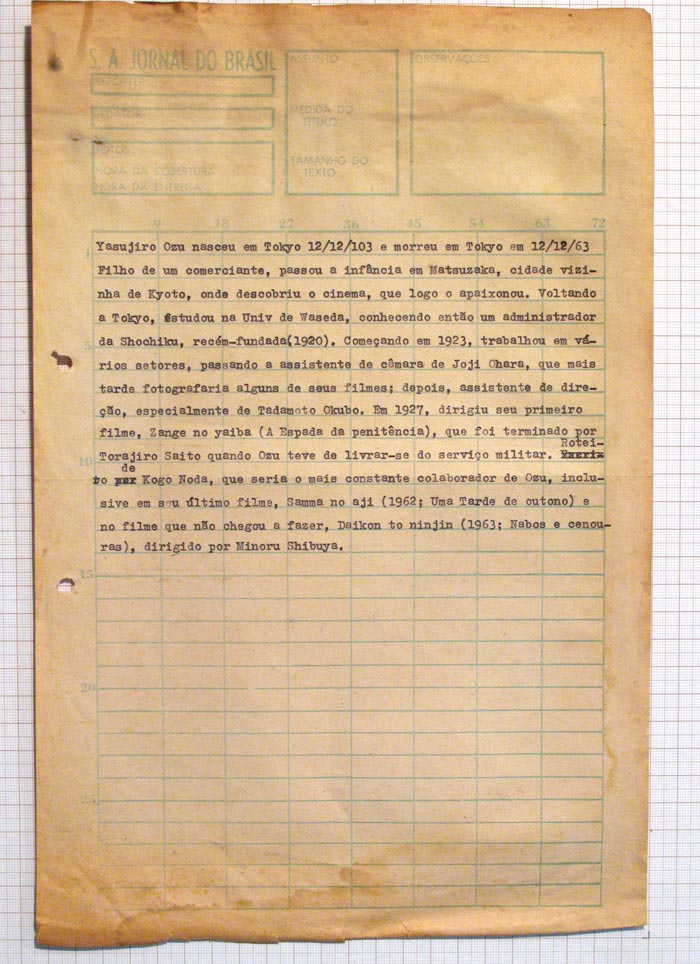 S. A. JORNAL DO BRASIL
REPÓRTER
REDATOR
FOTOS
HORA DA COBERTURA
HORA DA ENTREGA
ASSUNTO
MEDIDA DO
TÍTULO
TAMANHO DO
TEXTO
OBSERVAÇÕES
9 18 27 36 45 54 63 72
1
Yasujiro Ozu nasceu em Tokyo 12/12/103 e morreu em Tokyo em 12/12/63
Filho de um comerciante, passou a infância em Matsuzaka, cidade vizi-
nha de Kyoto, onde descobriu o cinema, que logo o apaixonou. Voltando
a Tokyo, Estudou na Univ de Waseda, conhecendo então um administrador
5
da Shochiku, recém-fundada(1920). Começando em 1923, trabalhou em vá-
rios setores, passando a assistente de câmara de Joji Ohara, que mais
tarde fotografaria alguns de seus filmes; depois, assistente de dire-
ção, especialmente de Tadamoto Okubo. Em 1927, dirigiu seu primeiro
filme, Zange no yaiba (A Espada da penitência), que foi terminado por
10
Torajiro Saito quando Ozu teve de livrar-se do serviço militar. Rotei-
ro de Kogo Noda, que seria o mais constante colaborador de Ozu, inclu-
sive em seu último filme, Samma no aji (1962; Uma Tarde de outono) e
no filme que não chegou a fazer, Daikon to ninjin (1963; Nabos e cenou-
ras), dirigido por Minoru Shibuya.
15
20
25